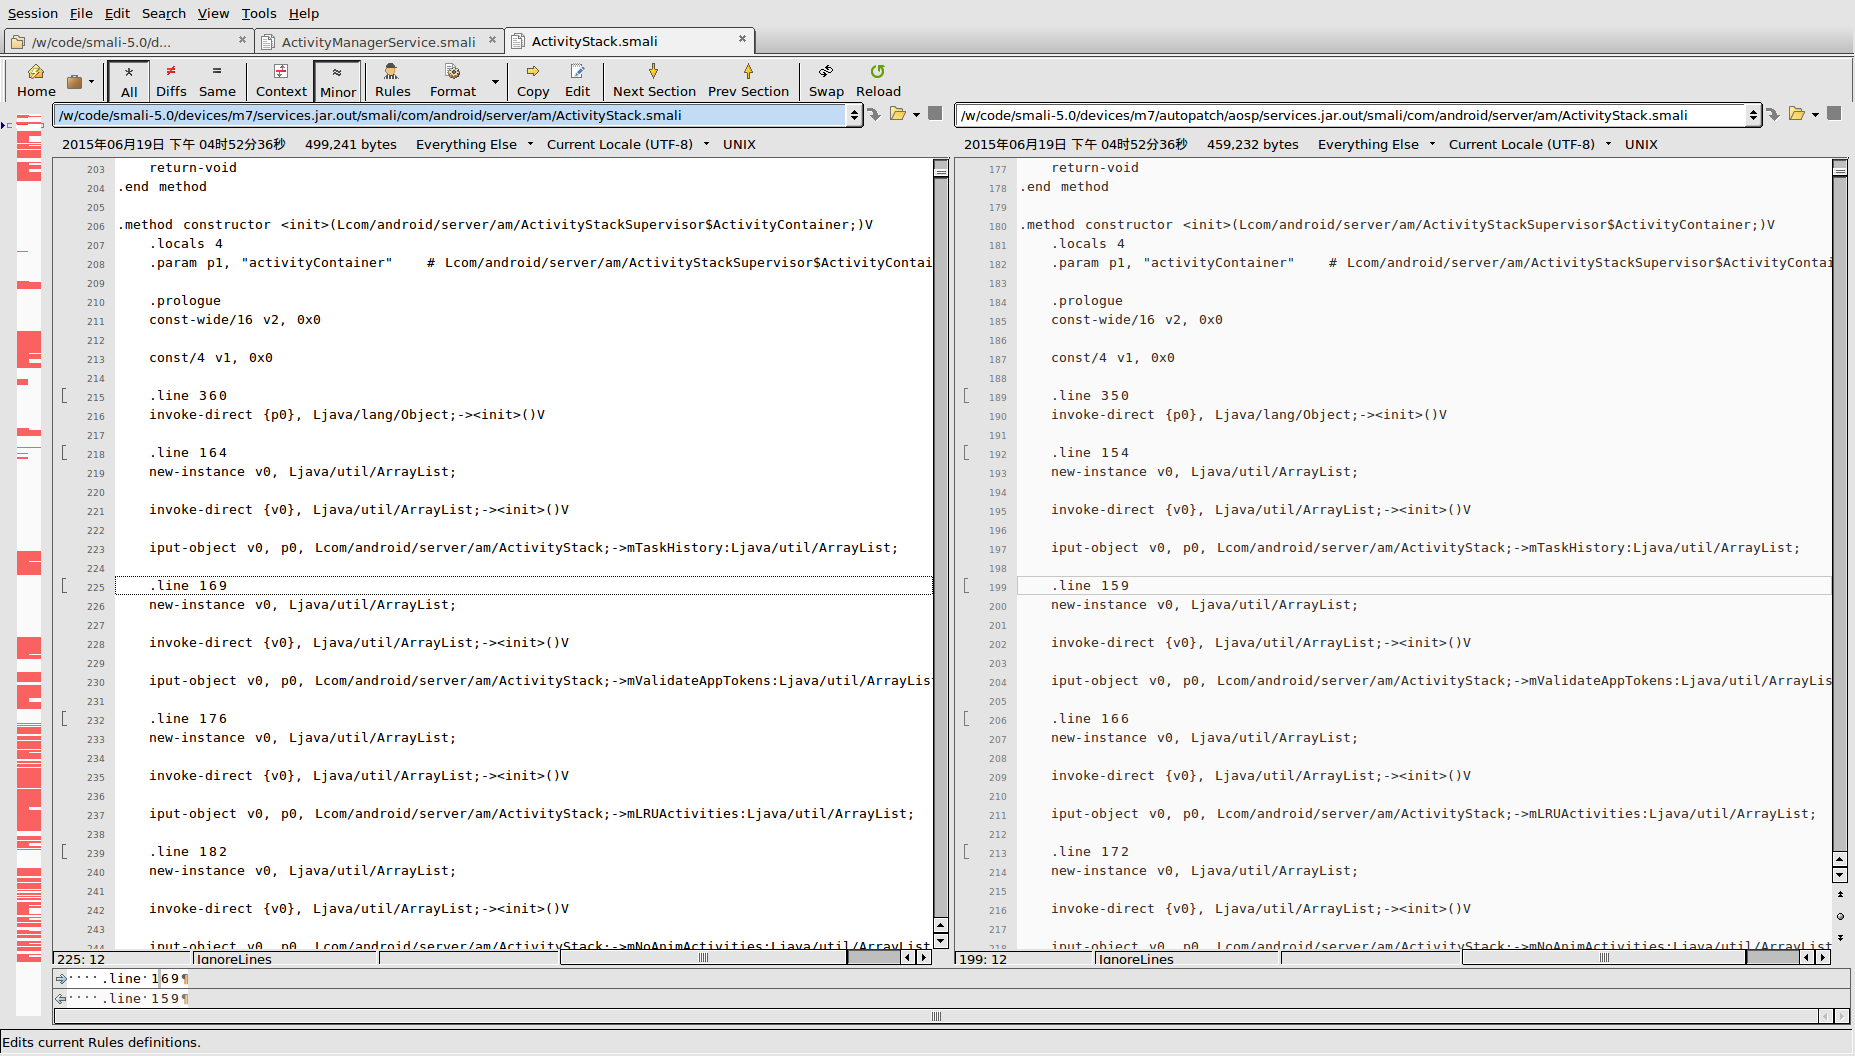 Session File Edit Search View Tools Help
/w/code/smali-5.0/d... ActivityManagerService.smali ActivityStack.smali
Home All Diffs Same Context Minor Rules Format Copy Edit Next Section Prev Section Swap Reload
/w/code/smali-5.0/devices/m7/services.jar.out/smali/com/android/server/am/ActivityStack.smali
2015年06月19日 下午 04时52分36秒 499,241 bytes Everything Else Current Locale (UTF-8) UNIX
203 return-void
204 .end method
205
206 .method constructor <init>(Lcom/android/server/am/ActivityStackSupervisor$ActivityContainer;)V
207 .locals 4
208 .param p1, "activityContainer" # Lcom/android/server/am/ActivityStackSupervisor$ActivityContai
209
210 .prologue
211 const-wide/16 v2, 0x0
212
213 const/4 v1, 0x0
214
215 .line 360
216 invoke-direct {p0}, Ljava/lang/Object;-><init>()V
217
218 .line 164
219 new-instance v0, Ljava/util/ArrayList;
220
221 invoke-direct {v0}, Ljava/util/ArrayList;-><init>()V
222
223 iput-object v0, p0, Lcom/android/server/am/ActivityStack;->mTaskHistory:Ljava/util/ArrayList;
224
225 .line 169
226 new-instance v0, Ljava/util/ArrayList;
227
228 invoke-direct {v0}, Ljava/util/ArrayList;-><init>()V
229
230 iput-object v0, p0, Lcom/android/server/am/ActivityStack;->mValidateAppTokens:Ljava/util/ArrayLis
231
232 .line 176
233 new-instance v0, Ljava/util/ArrayList;
234
235 invoke-direct {v0}, Ljava/util/ArrayList;-><init>()V
236
237 iput-object v0, p0, Lcom/android/server/am/ActivityStack;->mLRUActivities:Ljava/util/ArrayList;
238
239 .line 182
240 new-instance v0, Ljava/util/ArrayList;
241
242 invoke-direct {v0}, Ljava/util/ArrayList;-><init>()V
243
244 iput-object v0, p0, Lcom/android/server/am/ActivityStack;->mNoAnimActivities:Ljava/util/ArrayList
225: 12 IgnoreLines
/w/code/smali-5.0/devices/m7/autopatch/aosp/services.jar.out/smali/com/android/server/am/ActivityStack.smali
2015年06月19日 下午 04时52分36秒 459,232 bytes Everything Else Current Locale (UTF-8) UNIX
177 return-void
178 .end method
179
180 .method constructor <init>(Lcom/android/server/am/ActivityStackSupervisor$ActivityContainer;)V
181 .locals 4
182 .param p1, "activityContainer" # Lcom/android/server/am/ActivityStackSupervisor$ActivityContai
183
184 .prologue
185 const-wide/16 v2, 0x0
186
187 const/4 v1, 0x0
188
189 .line 350
190 invoke-direct {p0}, Ljava/lang/Object;-><init>()V
191
192 .line 154
193 new-instance v0, Ljava/util/ArrayList;
194
195 invoke-direct {v0}, Ljava/util/ArrayList;-><init>()V
196
197 iput-object v0, p0, Lcom/android/server/am/ActivityStack;->mTaskHistory:Ljava/util/ArrayList;
198
199 .line 159
200 new-instance v0, Ljava/util/ArrayList;
201
202 invoke-direct {v0}, Ljava/util/ArrayList;-><init>()V
203
204 iput-object v0, p0, Lcom/android/server/am/ActivityStack;->mValidateAppTokens:Ljava/util/ArrayLis
205
206 .line 166
207 new-instance v0, Ljava/util/ArrayList;
208
209 invoke-direct {v0}, Ljava/util/ArrayList;-><init>()V
210
211 iput-object v0, p0, Lcom/android/server/am/ActivityStack;->mLRUActivities:Ljava/util/ArrayList;
212
213 .line 172
214 new-instance v0, Ljava/util/ArrayList;
215
216 invoke-direct {v0}, Ljava/util/ArrayList;-><init>()V
217
218 iput-object v0, p0, Lcom/android/server/am/ActivityStack;->mNoAnimActivities:Ljava/util/ArrayList
199: 12 IgnoreLines
····.line·169¶
····.line·159¶
Edits current Rules definitions.